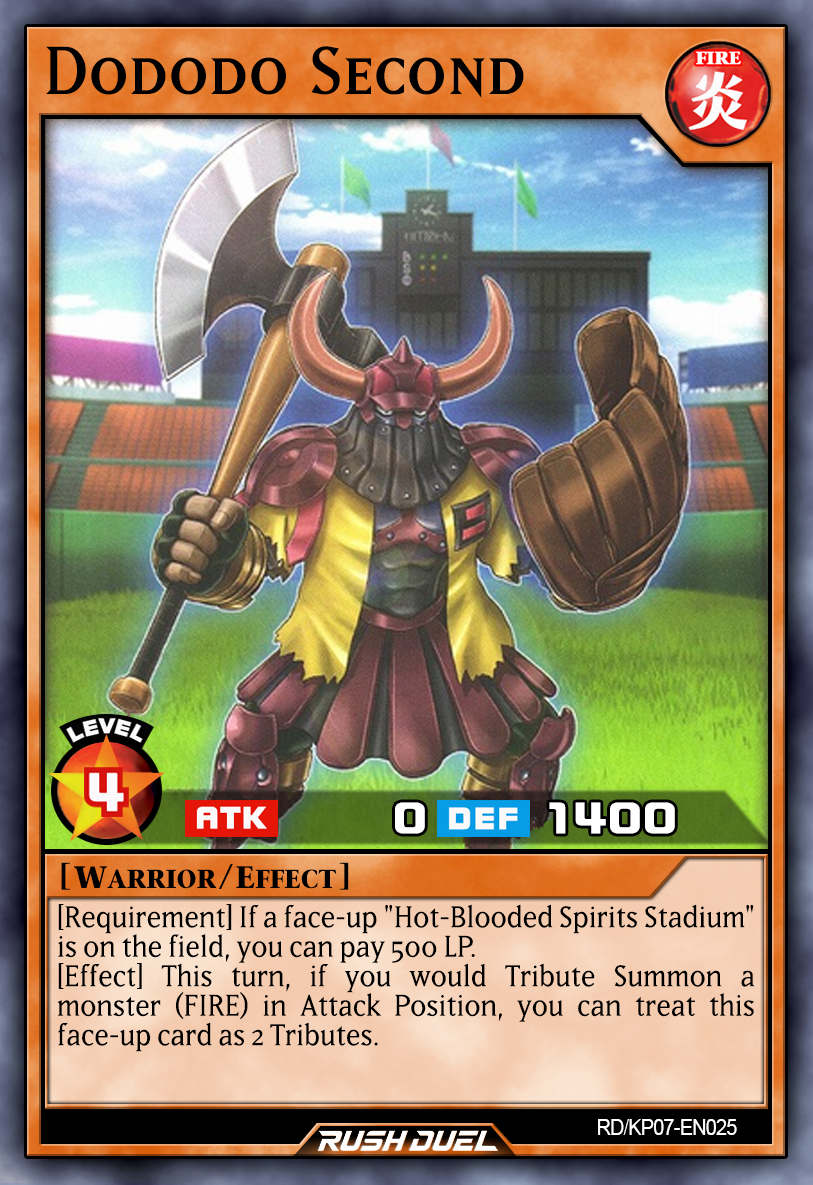 Dododo Second
FIRE
炎
LEVEL
4
ATK 0 DEF 1400
[Warrior/Effect]
[Requirement] If a face-up "Hot-Blooded Spirits Stadium"
is on the field, you can pay 500 LP.
[Effect] This turn, if you would Tribute Summon a
monster (FIRE) in Attack Position, you can treat this
face-up card as 2 Tributes.
RD/KP07-EN025
RUSH DUEL